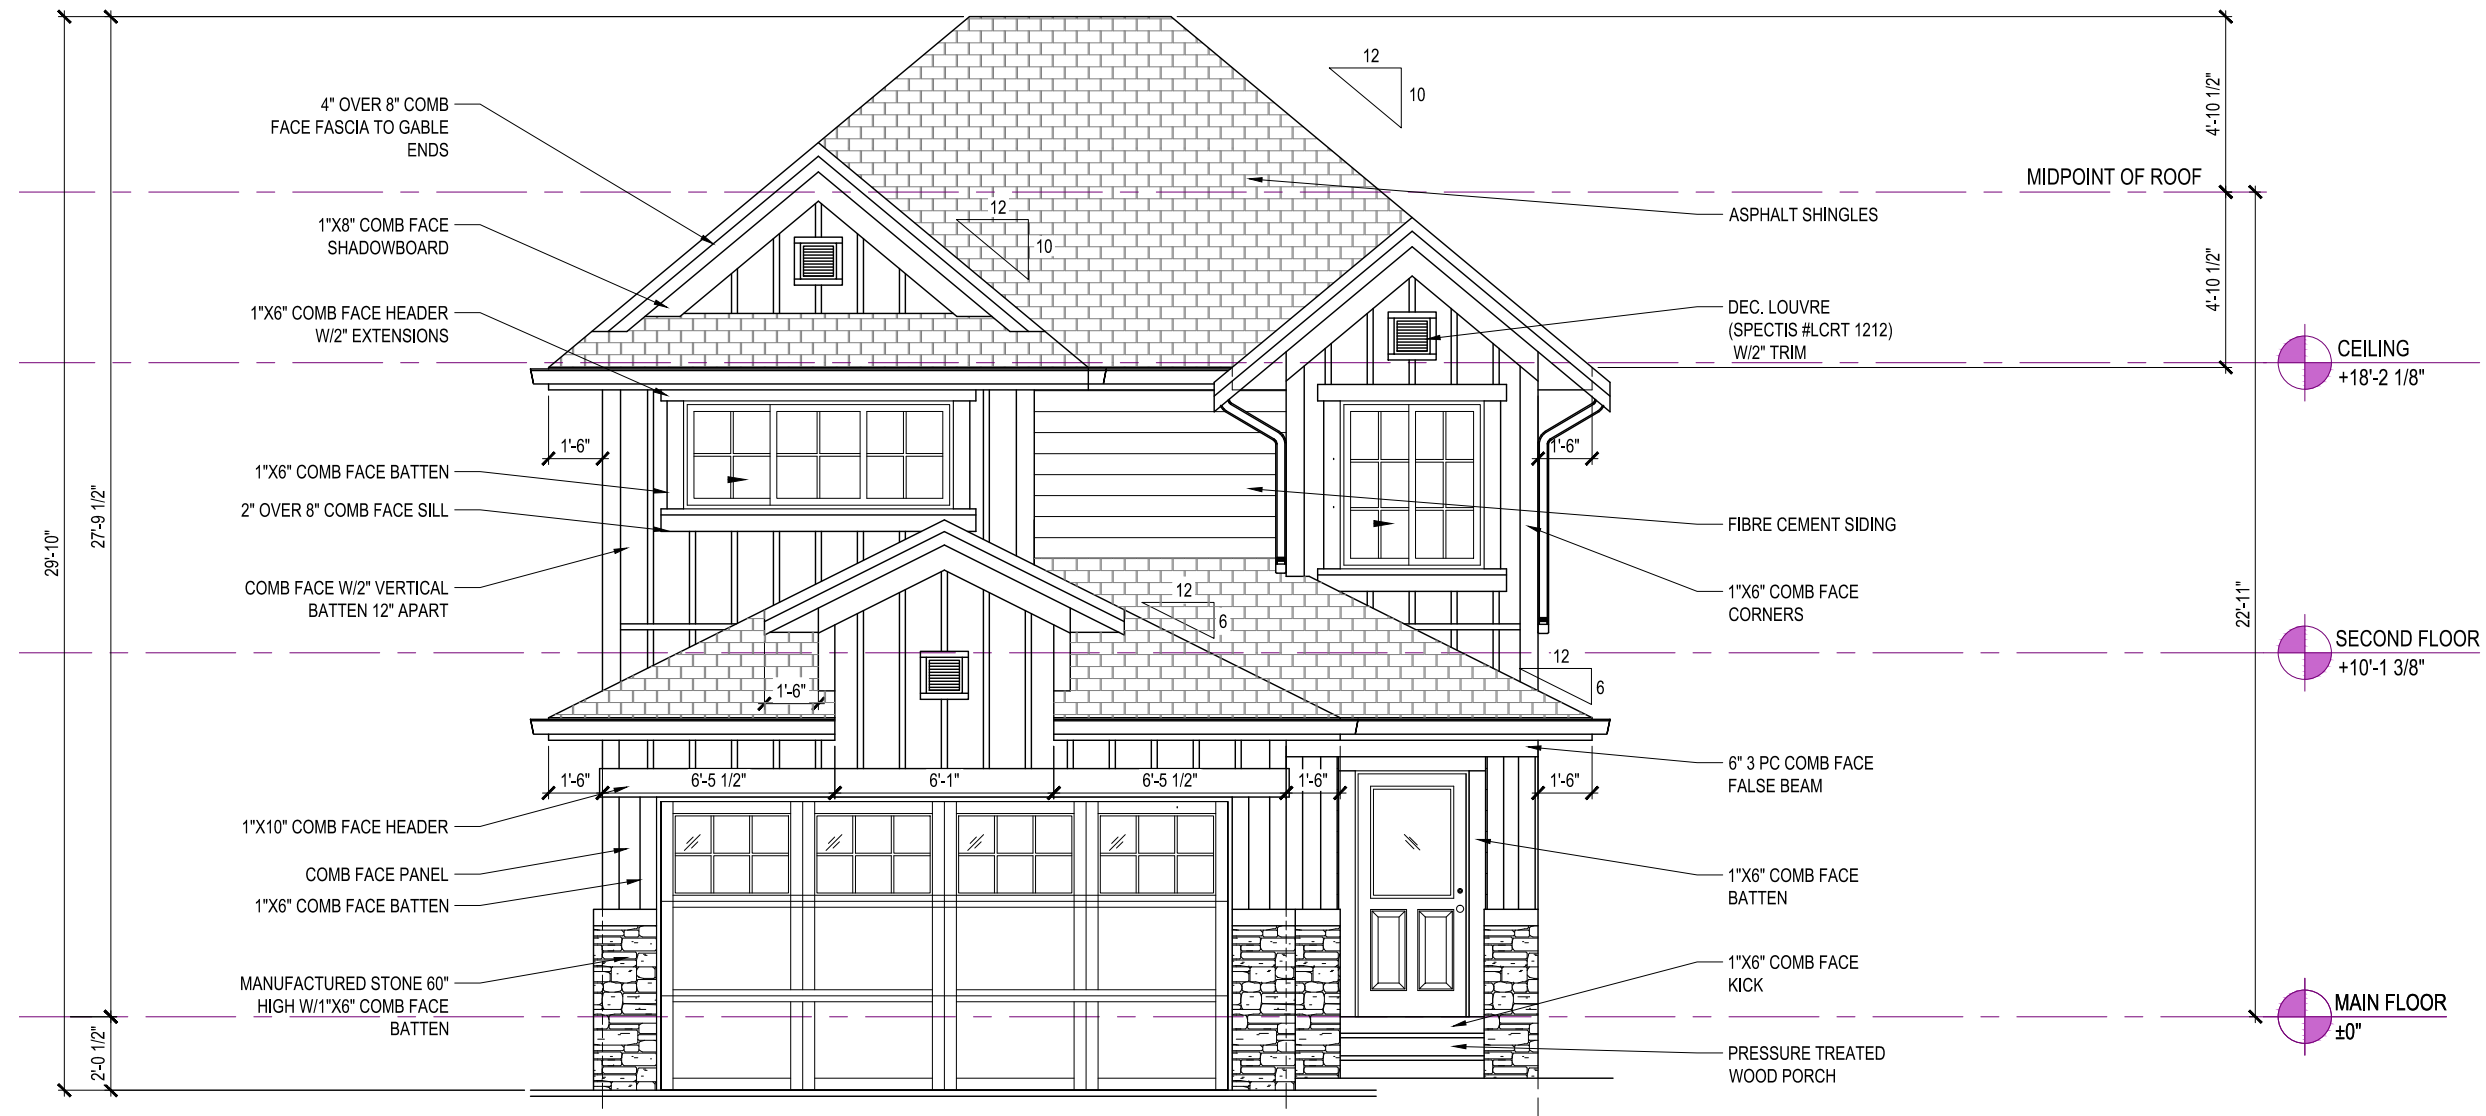 29'-10"
27'-9 1/2"
2'-0 1/2"
4" OVER 8" COMB
FACE FASCIA TO GABLE
ENDS
1"X8" COMB FACE
SHADOWBOARD
1"X6" COMB FACE HEADER
W/2" EXTENSIONS
1"X6" COMB FACE BATTEN
2" OVER 8" COMB FACE SILL
COMB FACE W/2" VERTICAL
BATTEN 12" APART
1"X10" COMB FACE HEADER
COMB FACE PANEL
1"X6" COMB FACE BATTEN
MANUFACTURED STONE 60"
HIGH W/1"X6" COMB FACE
BATTEN
12
10
12
10
1'-6"
1'-6"
12
6
12
6
1'-6"
1'-6"
6'-5 1/2"
6'-1"
6'-5 1/2"
1'-6"
1'-6"
ASPHALT SHINGLES
DEC. LOUVRE
(SPECTIS #LCRT 1212)
W/2" TRIM
FIBRE CEMENT SIDING
1"X6" COMB FACE
CORNERS
6" 3 PC COMB FACE
FALSE BEAM
1"X6" COMB FACE
BATTEN
1"X6" COMB FACE
KICK
PRESSURE TREATED
WOOD PORCH
4'-10 1/2"
MIDPOINT OF ROOF
4'-10 1/2"
22'-11"
CEILING
+18'-2 1/8"
SECOND FLOOR
+10'-1 3/8"
MAIN FLOOR
±0"